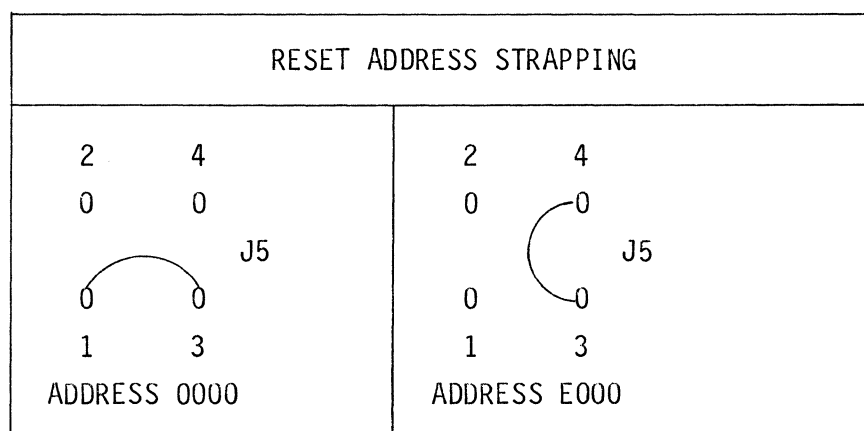 RESET ADDRESS STRAPPING
2 4
0 0
J5
0 0
1 3
ADDRESS 0000
2 4
0 0
J5
0 0
1 3
ADDRESS E000